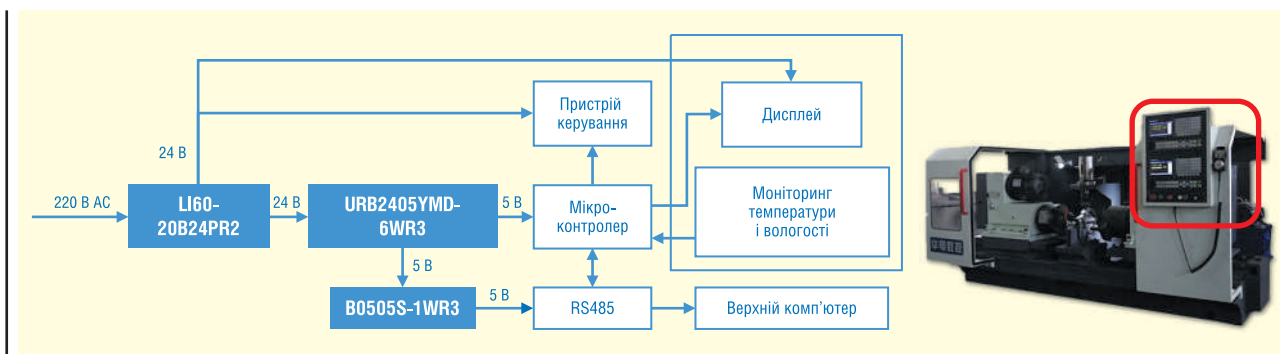 Пристрій
керування
Дисплей
24 В
220 В AC
LI60-
20B24PR2
24 В
URB2405YMD-
6WR3
5 В
Мікро-
контролер
Моніторинг
температури
і вологості
5 В
B0505S-1WR3
5 В
RS485
Верхній комп’ютер